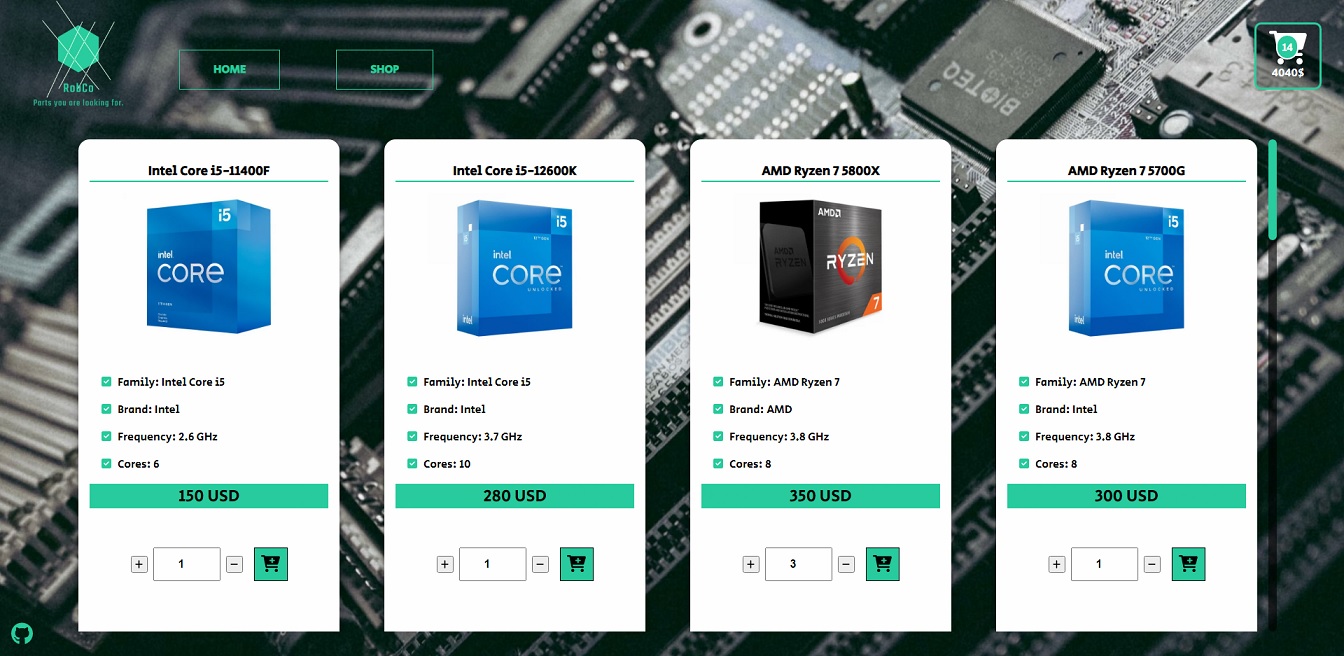 RobCo
Parts you are looking for.
HOME
SHOP
14
4040$
BIOTEQ
Intel Core i5-11400F
i5
intel
CORE
Family: Intel Core i5
Brand: Intel
Frequency: 2.6 GHz
Cores: 6
150 USD
+ 1 −
Intel Core i5-12600K
i5
intel
CORE
UNLOCKED
intel
Family: Intel Core i5
Brand: Intel
Frequency: 3.7 GHz
Cores: 10
280 USD
+ 1 −
AMD Ryzen 7 5800X
AMD
AMD
RYZEN
RYZEN
7
Family: AMD Ryzen 7
Brand: AMD
Frequency: 3.8 GHz
Cores: 8
350 USD
+ 3 −
AMD Ryzen 7 5700G
i5
intel
CORE
UNLOCKED
intel
Family: AMD Ryzen 7
Brand: Intel
Frequency: 3.8 GHz
Cores: 8
300 USD
+ 1 −